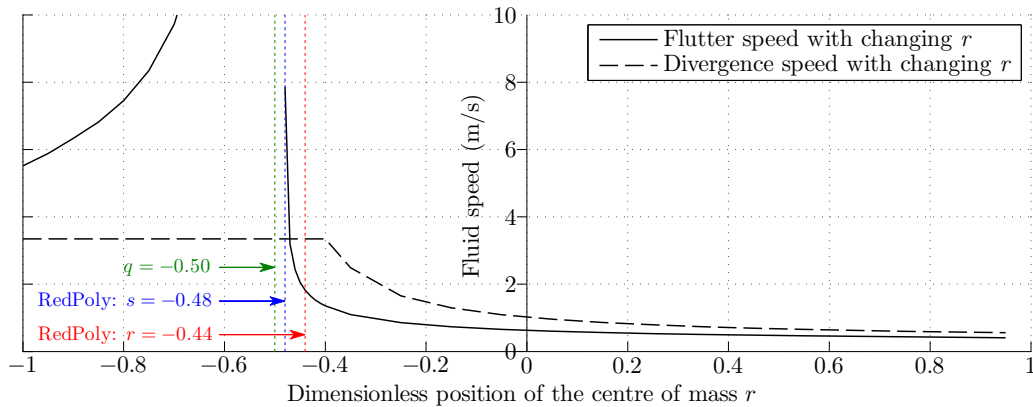 10
Flutter speed with changing r
Divergence speed with changing r
8
6
4
2
0
Fluid speed (m/s)
q = −0.50
RedPoly: s = −0.48
RedPoly: r = −0.44
−1 −0.8 −0.6 −0.4 −0.2 0 0.2 0.4 0.6 0.8 1
Dimensionless position of the centre of mass r